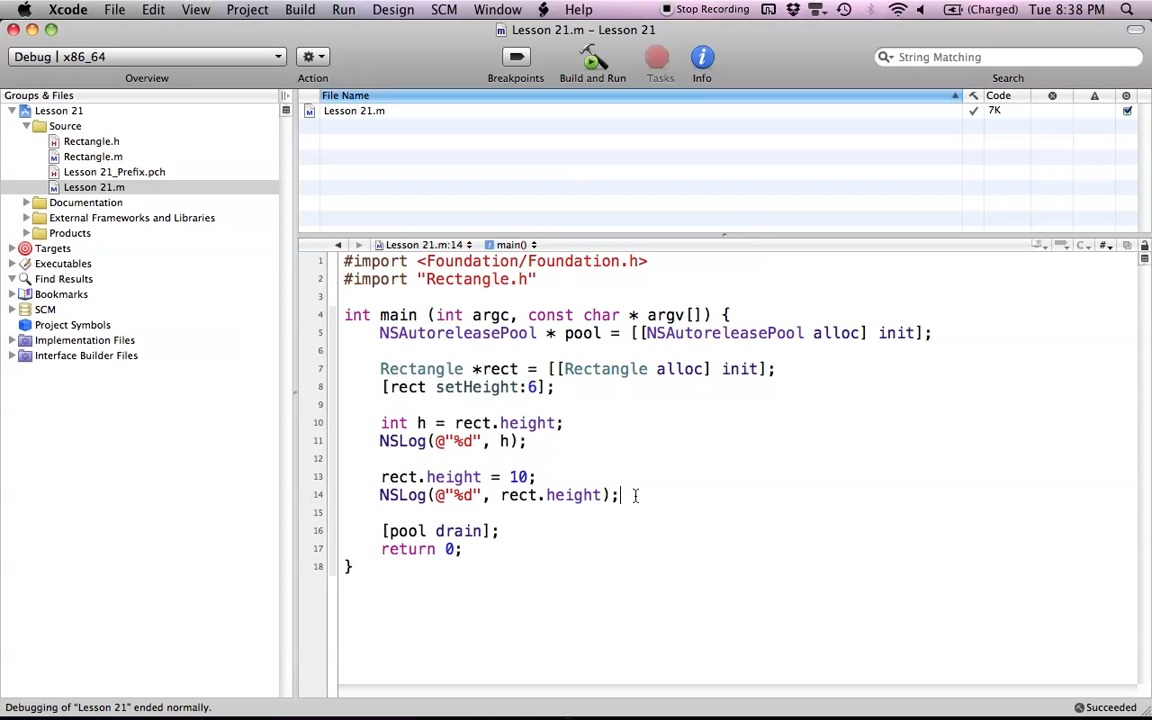 Xcode File Edit View Project Build Run Design SCM Window Help Stop Recording (Charged) Tue 8:38 PM
Lesson 21.m – Lesson 21
Debug | x86_64
String Matching
Overview Action Breakpoints Build and Run Tasks Info Search
Groups & Files
File Name Code
Lesson 21
Lesson 21.m 7K
Source
Rectangle.h
Rectangle.m
Lesson 21_Prefix.pch
Lesson 21.m
Documentation
External Frameworks and Libraries
Products
Targets
Executables
Find Results
Bookmarks
SCM
Project Symbols
Implementation Files
Interface Builder Files
Lesson 21.m:14 main() C, #,
1 #import <Foundation/Foundation.h>
2 #import "Rectangle.h"
3
4 int main (int argc, const char * argv[]) {
5 NSAutoreleasePool * pool = [[NSAutoreleasePool alloc] init];
6
7 Rectangle *rect = [[Rectangle alloc] init];
8 [rect setHeight:6];
9
10 int h = rect.height;
11 NSLog(@"%d", h);
12
13 rect.height = 10;
14 NSLog(@"%d", rect.height);
15
16 [pool drain];
17 return 0;
18 }
Debugging of "Lesson 21" ended normally. Succeeded